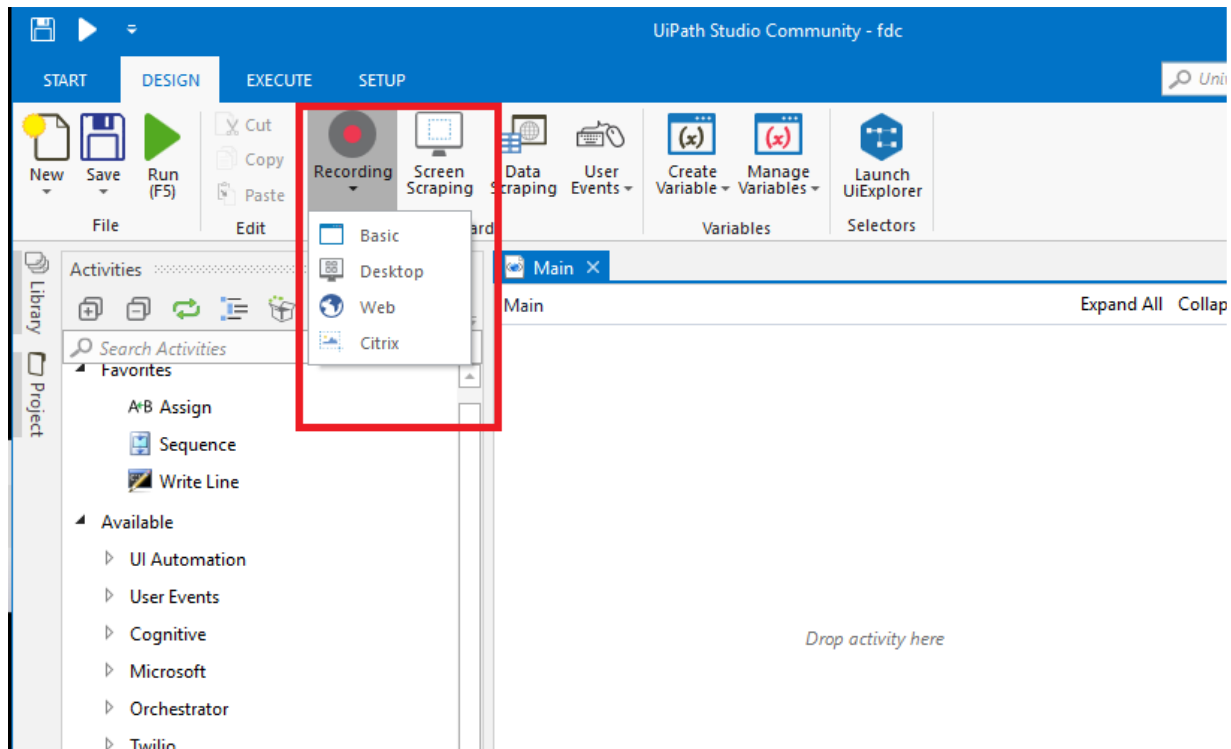 UiPath Studio Community - fdc
START DESIGN EXECUTE SETUP
New
Save
Run
(F5)
File
Cut
Copy
Paste
Edit
Recording
Screen
Scraping
Data
Scraping
User
Events
Create
Variable
Manage
Variables
Variables
Launch
UiExplorer
Selectors
Basic
Desktop
Web
Citrix
Library
Project
Activities
Search Activities
Favorites
A+B Assign
Sequence
Write Line
Available
UI Automation
User Events
Cognitive
Microsoft
Orchestrator
Twilio
Main
Main
Expand All
Drop activity here